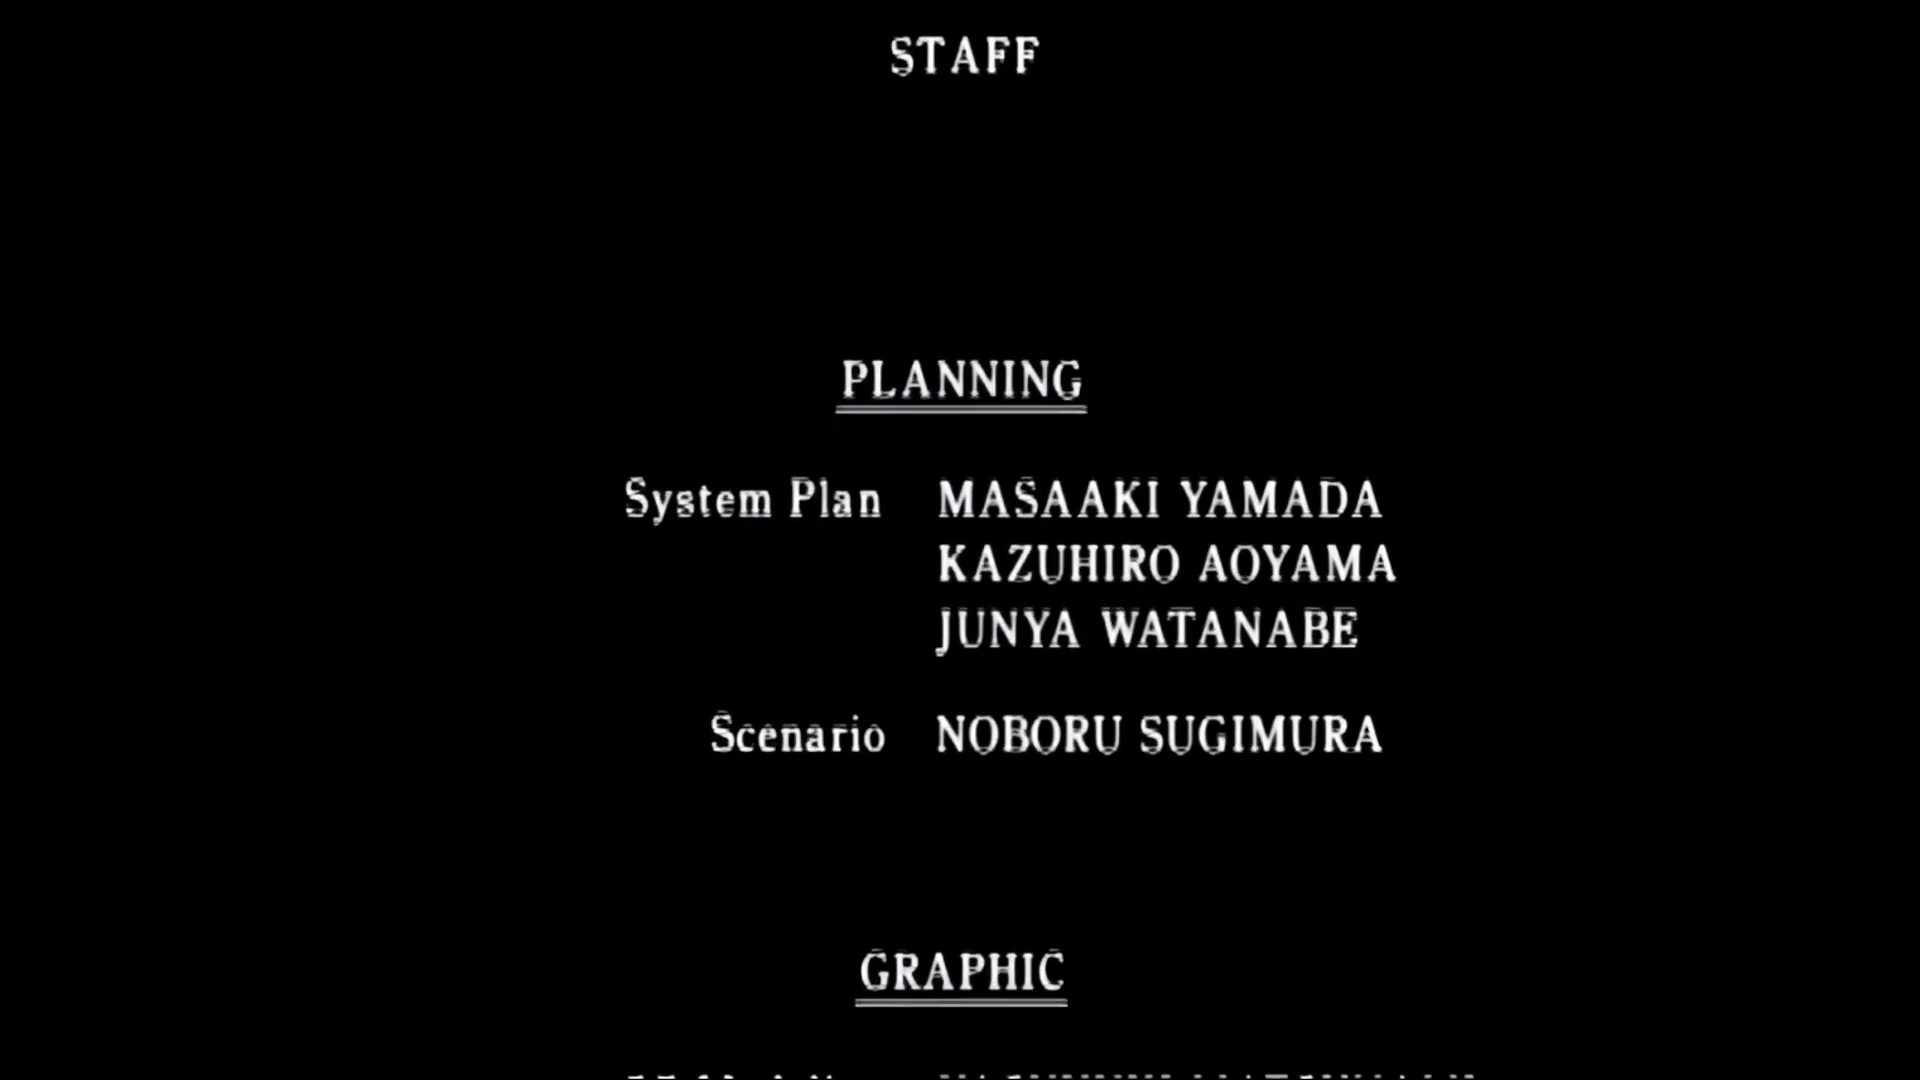 STAFF
PLANNING
System Plan MASAAKI YAMADA
KAZUHIRO AOYAMA
JUNYA WATANABE
Scenario NOBORU SUGIMURA
GRAPHIC